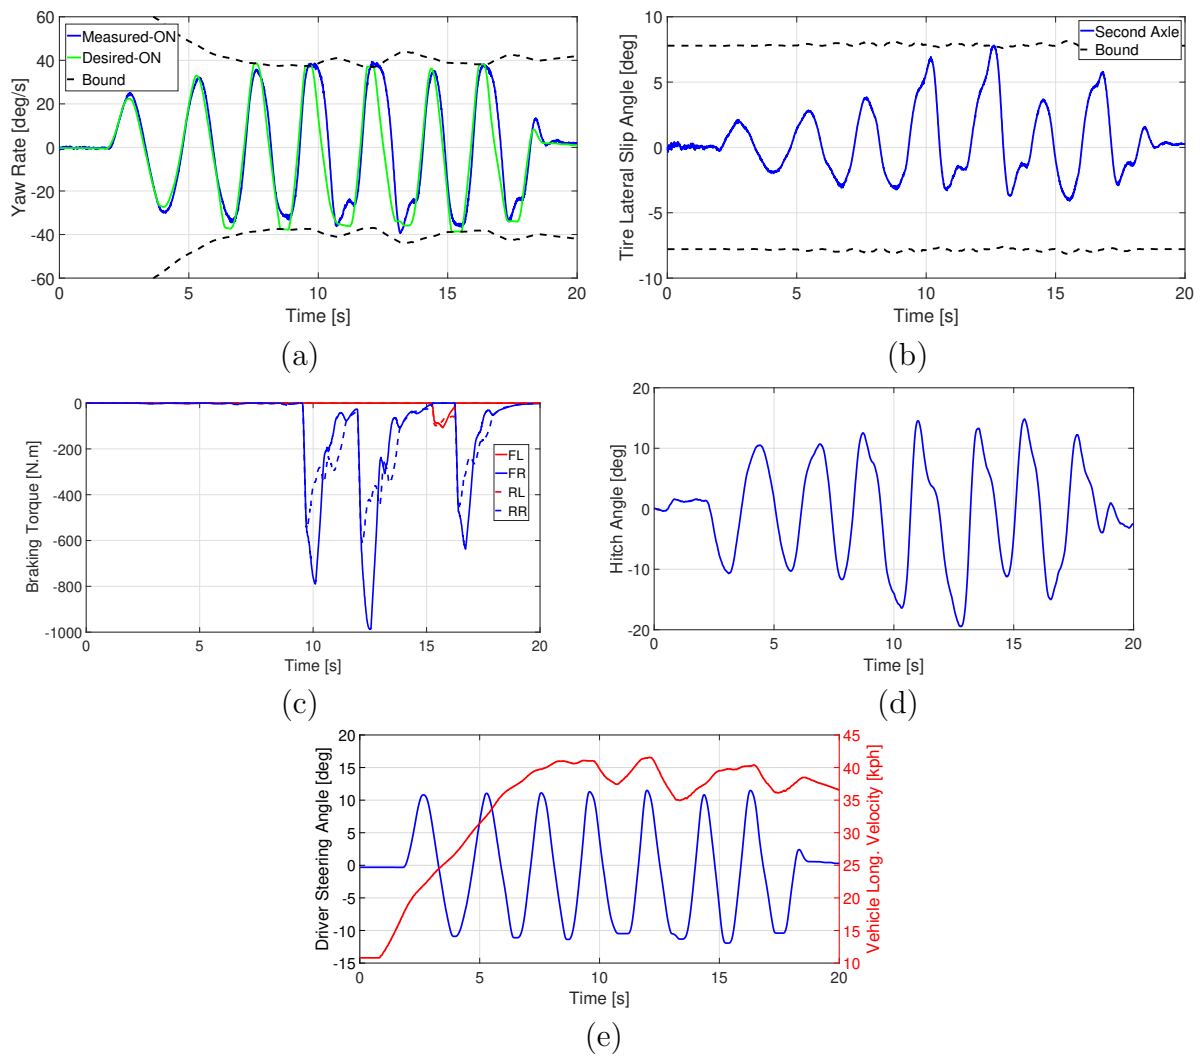 60
40
20
0
-20
-40
-60
Yaw Rate [deg/s]
Measured-ON
Desired-ON
Bound
0
5
10
15
20
Time [s]
(a)
10
5
0
-5
-10
Tire Lateral Slip Angle [deg]
Second Axle
Bound
0
5
10
15
20
Time [s]
(b)
0
-200
-400
-600
-800
-1000
Braking Torque [N.m]
FL
FR
RL
RR
0
5
10
15
20
Time [s]
(c)
20
10
0
-10
-20
Hitch Angle [deg]
0
5
10
15
20
Time [s]
(d)
20
15
10
5
0
-5
-10
-15
Driver Steering Angle [deg]
45
40
35
30
25
20
15
10
Vehicle Long. Velocity [kph]
0
5
10
15
20
Time [s]
(e)